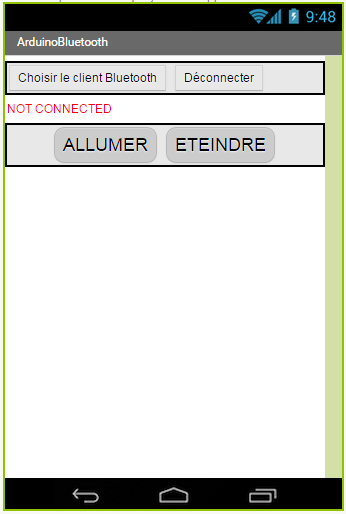 9:48
ArduinoBluetooth
Choisir le client Bluetooth Déconnecter
NOT CONNECTED
ALLUMER ETEINDRE